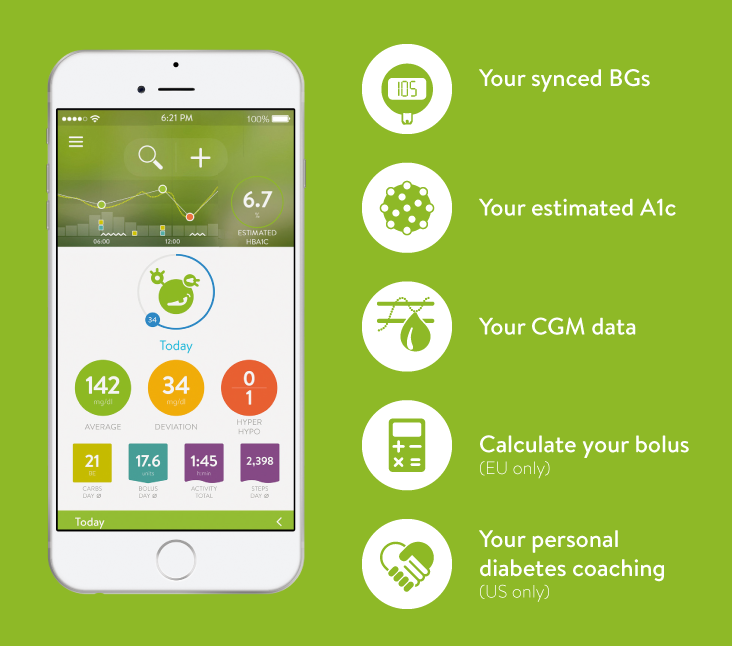 6:21 PM
100%
6.7
%
ESTIMATED
HBA1C
06:00
12:00
34
Today
142
mg/dl
AVERAGE
34
mg/dl
DEVIATION
0
1
HYPER
HYPO
21
BE
CARBS
DAY Ø
17.6
units
BOLUS
DAY Ø
1:45
h:min
ACTIVITY
TOTAL
2,398
STEPS
DAY Ø
Today
105
Your synced BGs
Your estimated A1c
Your CGM data
Calculate your bolus
(EU only)
Your personal
diabetes coaching
(US only)